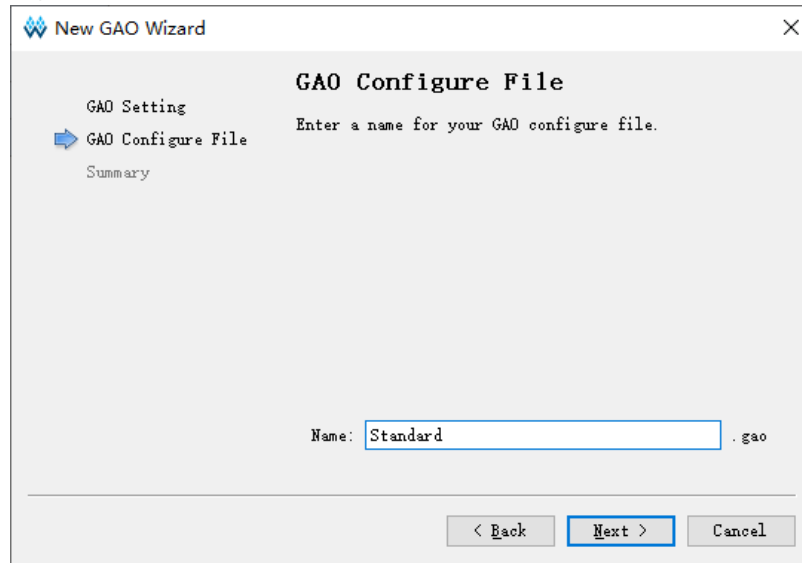 New GAO Wizard
GAO Setting
GAO Configure File
Summary
GAO Configure File
Enter a name for your GAO configure file.
Name: Standard .gao
< Back Next > Cancel